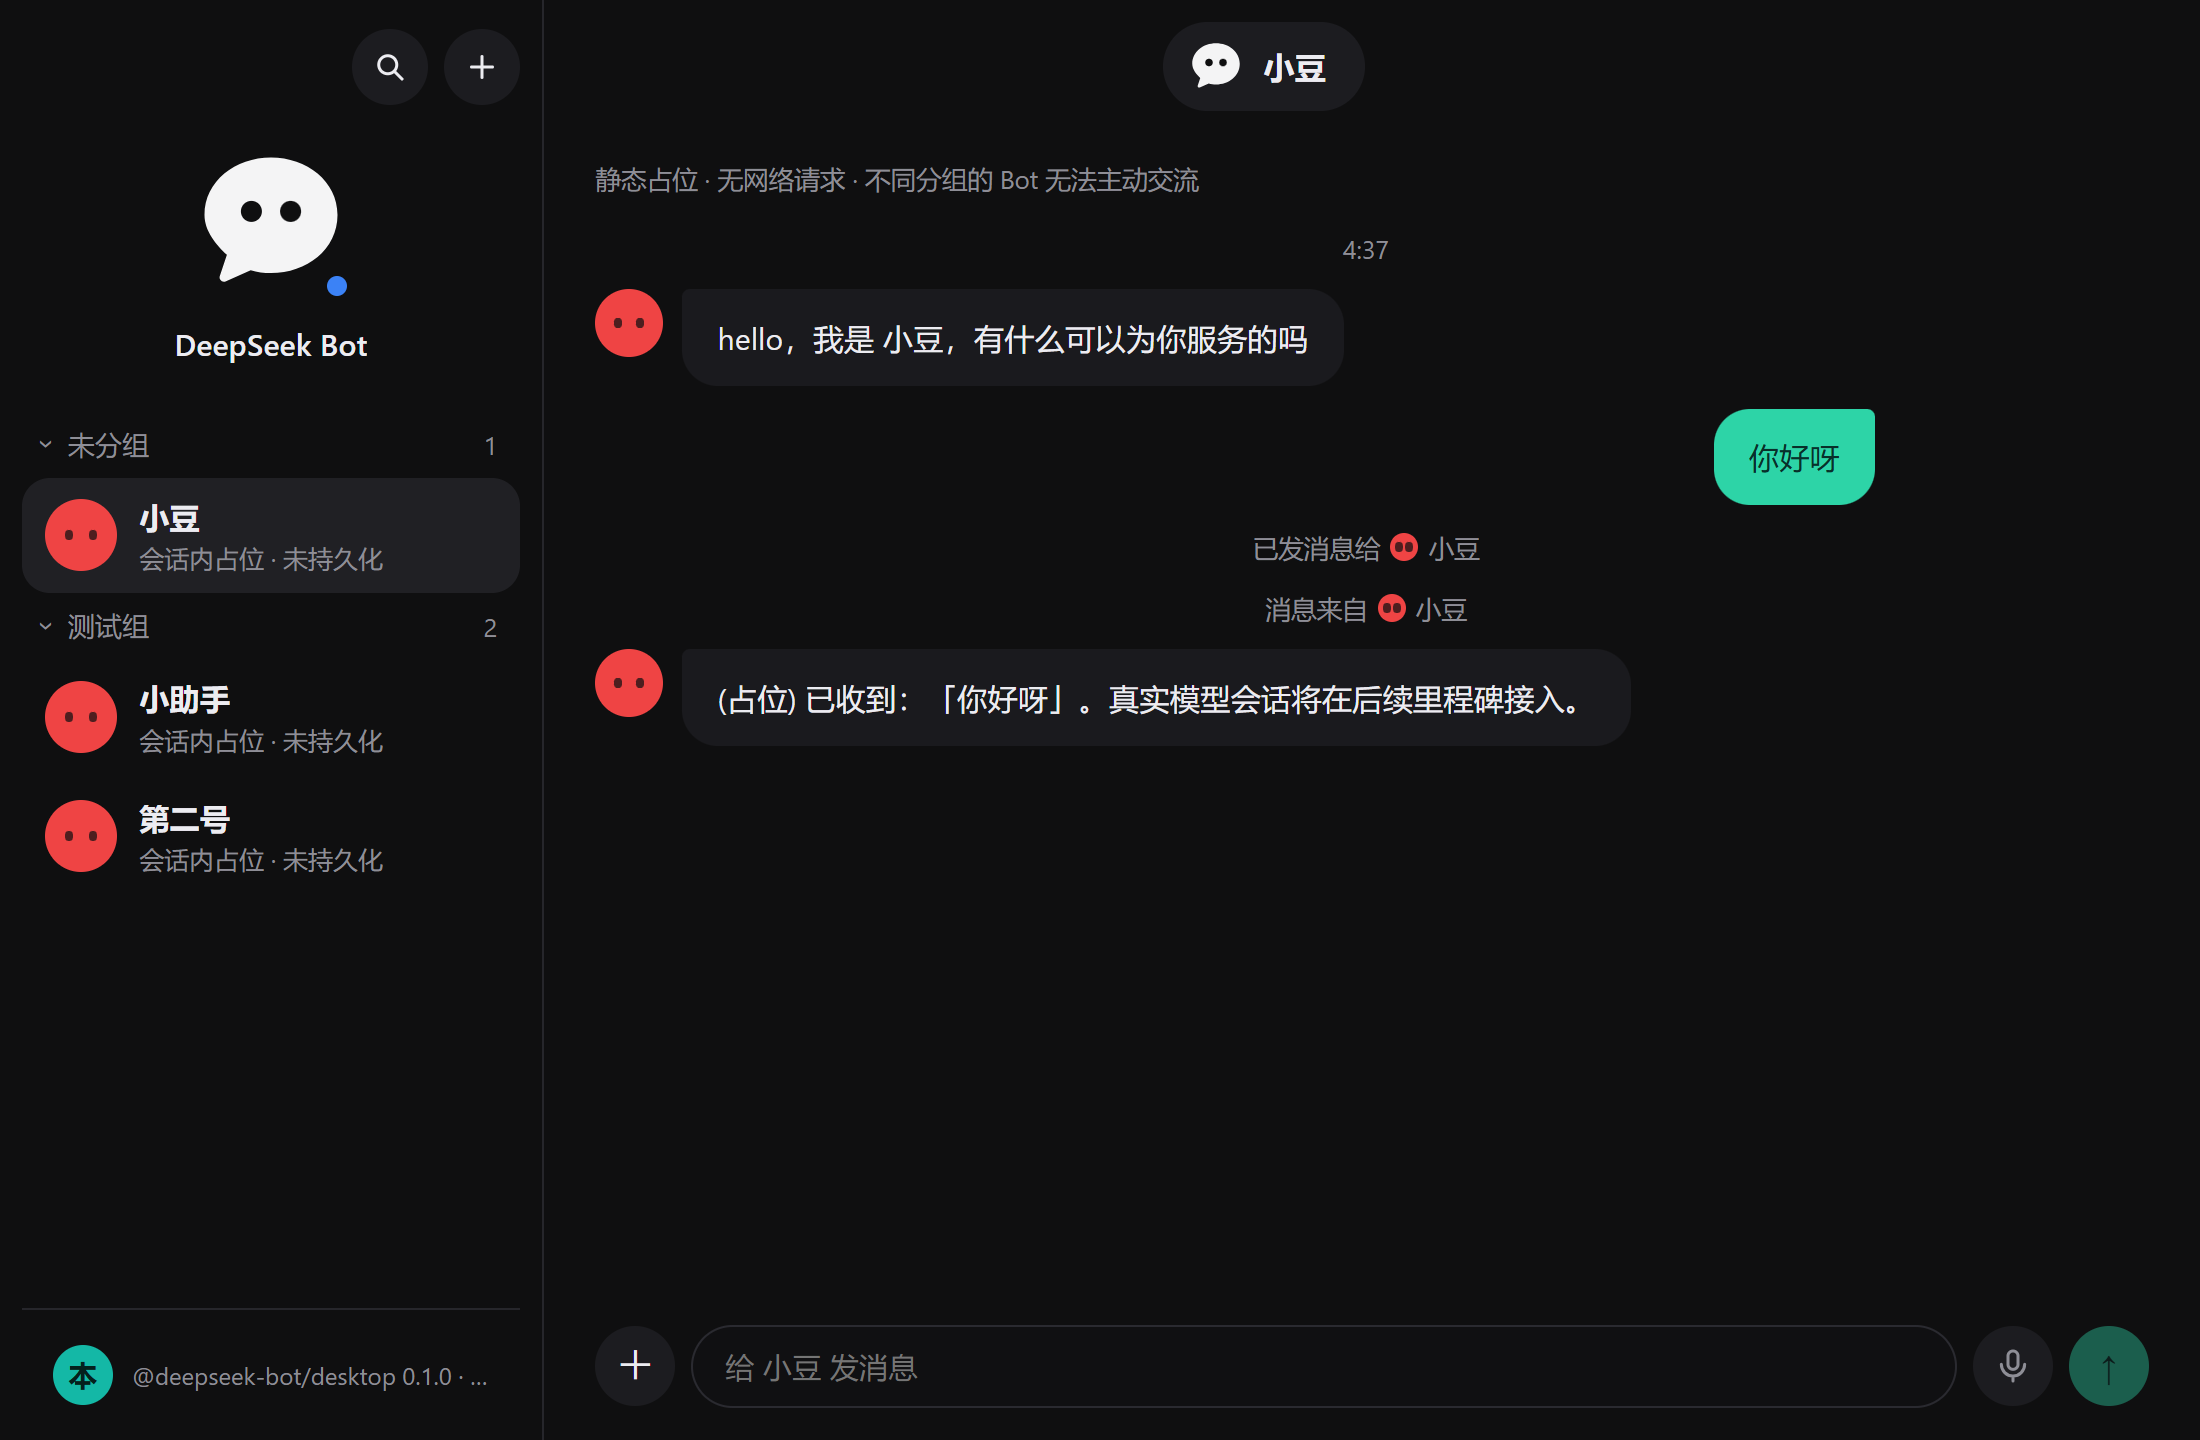 DeepSeek Bot
未分组 1
小豆
会话内占位 · 未持久化
测试组 2
小助手
会话内占位 · 未持久化
第二号
会话内占位 · 未持久化
本 @deepseek-bot/desktop 0.1.0 · ...
小豆
静态占位 · 无网络请求 · 不同分组的 Bot 无法主动交流
4:37
hello，我是 小豆，有什么可以为你服务的吗
你好呀
已发消息给 小豆
消息来自 小豆
(占位) 已收到：「你好呀」。真实模型会话将在后续里程碑接入。
给 小豆 发消息